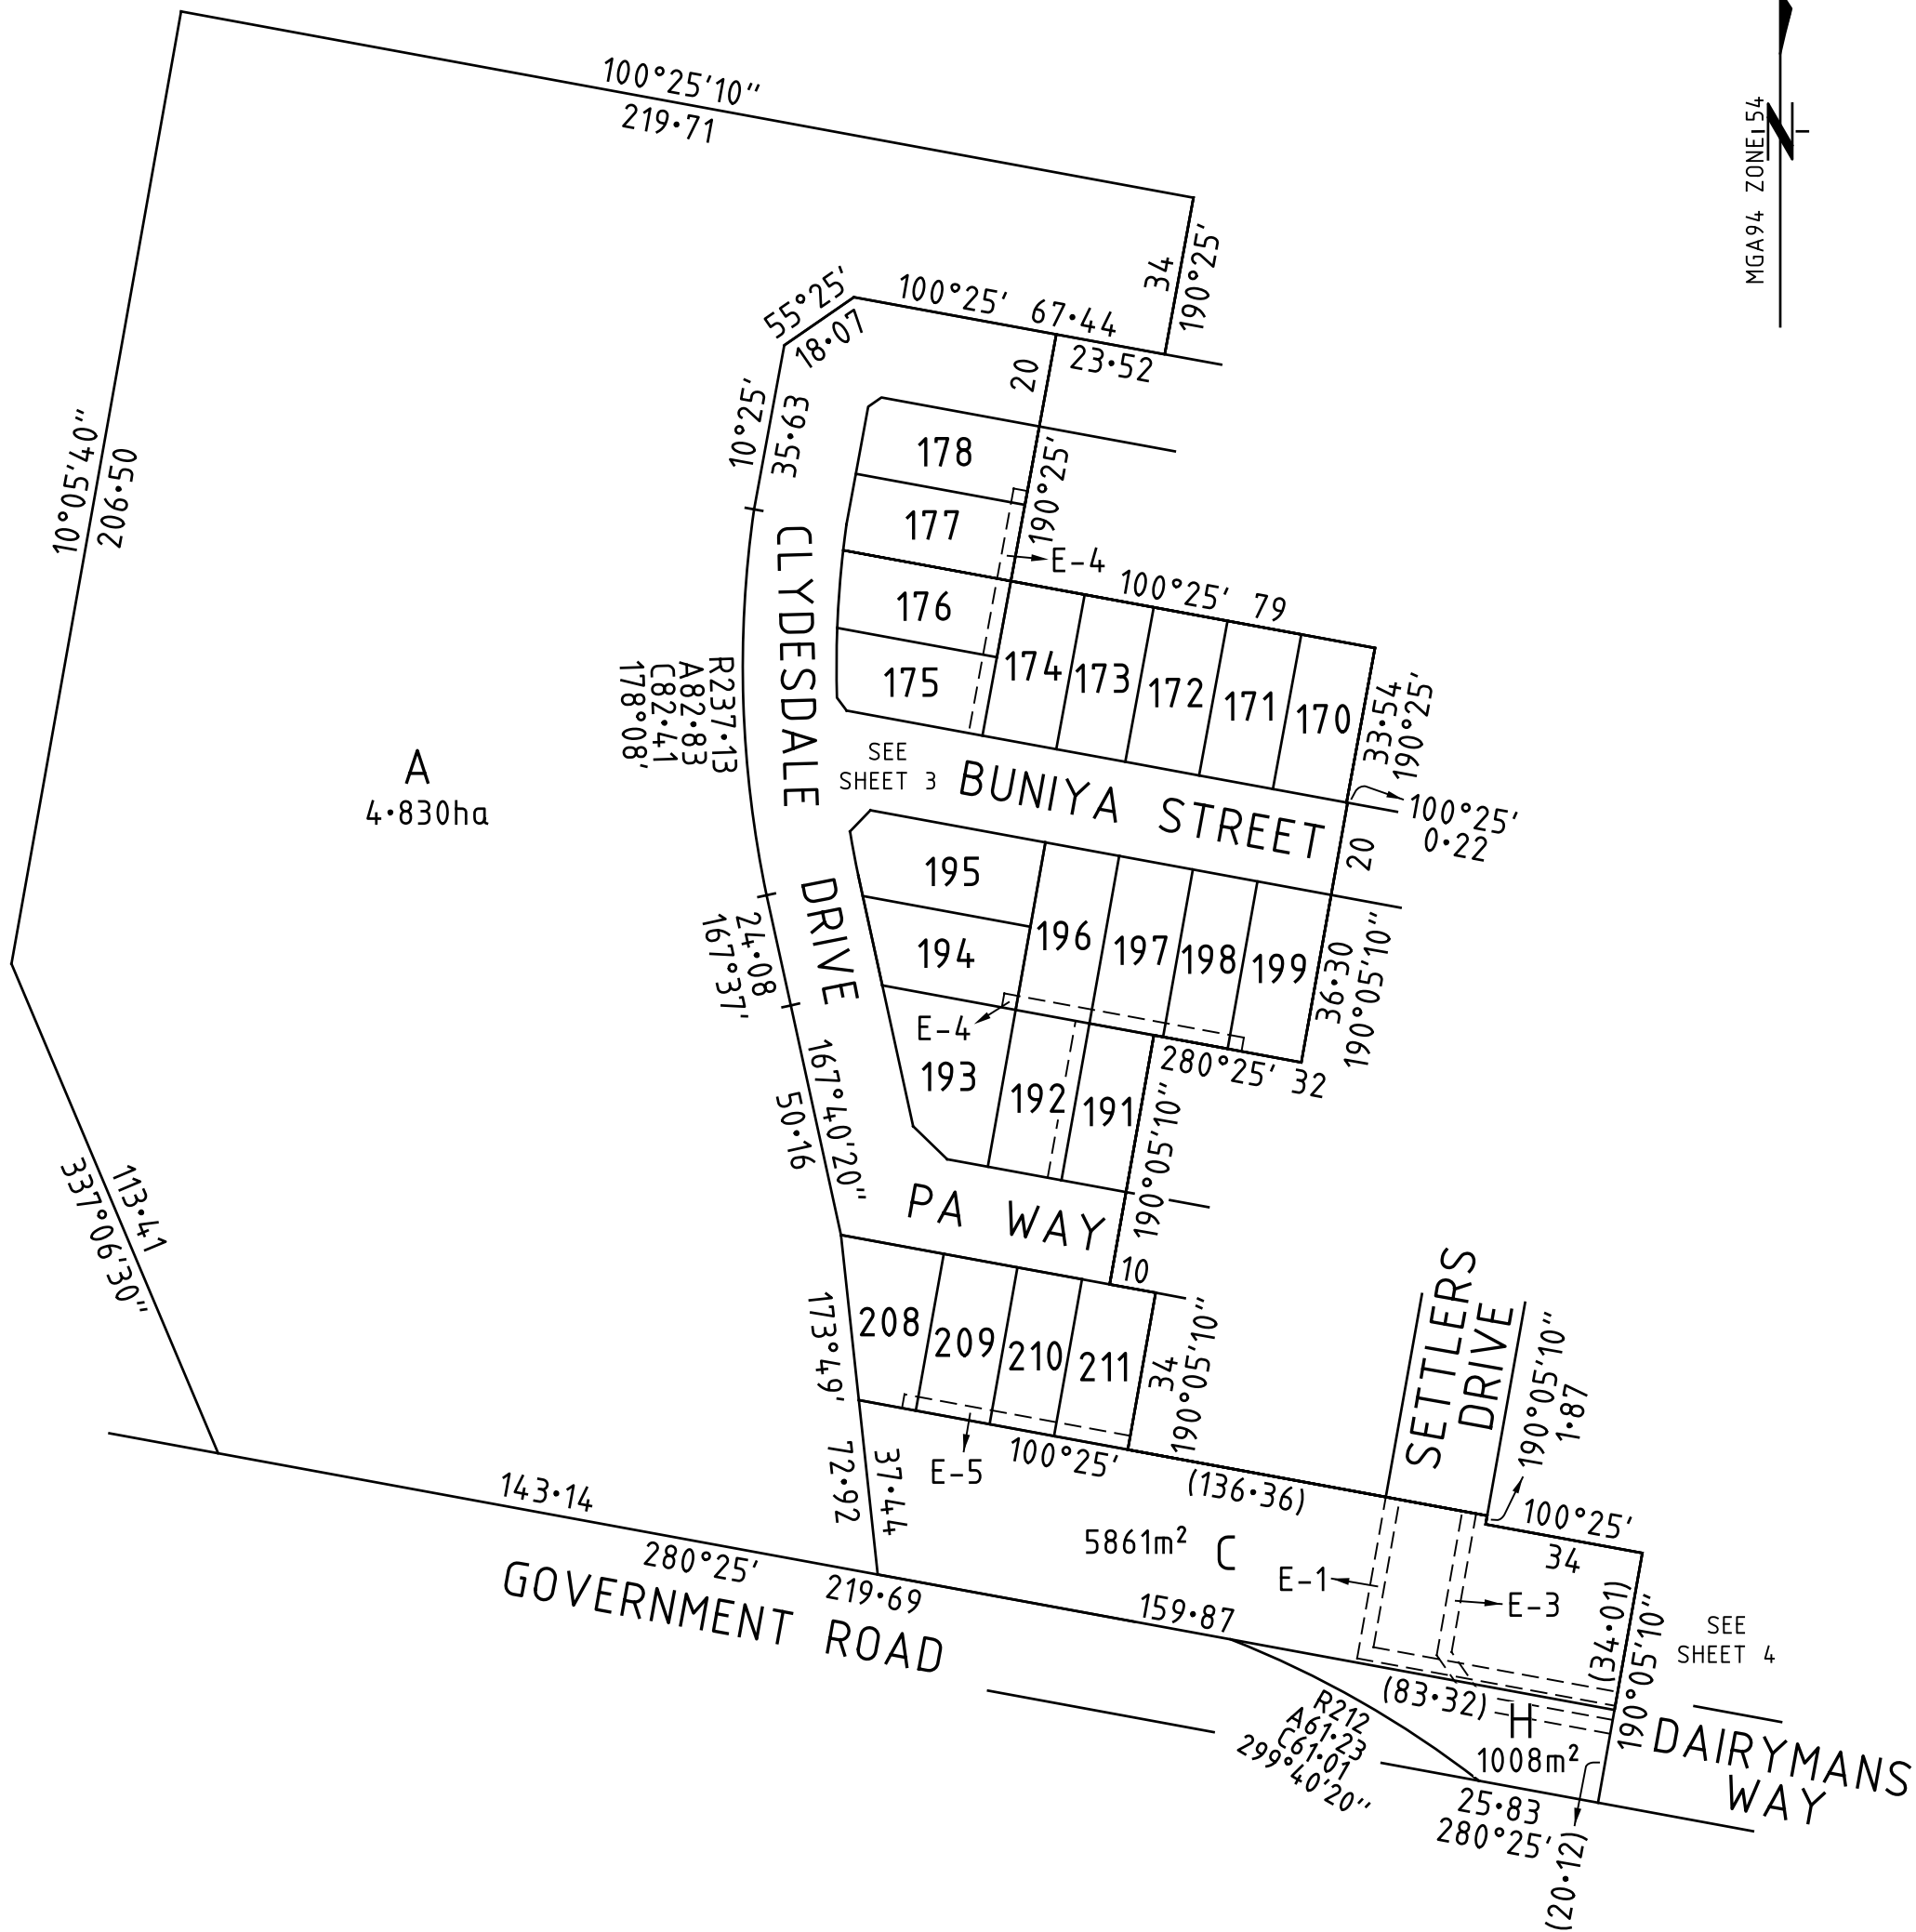 MGA94 ZONE 54
N
100°25'10"
219·71
34
190°25'
55°25'
18·07
100°25' 67·44
23·52
20
10°25'
35·63
10°05'40"
206·50
178
177
190°25'
E-4
100°25' 79
176
175
174
173
172
171
170
33·54
190°25'
100°25'
0·22
20
CLYDESDALE
DRIVE
R237·13
A82·83
C82·41
178°08'
A
4·830ha
SEE
SHEET 3
BUNIYA STREET
195
194
196
197
198
199
36·30
190°05'10"
24·08
167°37'
E-4
193
192
191
280°25' 32
190°05'10"
167°40'20"
50·16
113·41
337°06'30"
PA WAY
10
208
209
210
211
34
190°05'10"
173°49'
72·92
37·44
E-5
100°25'
(136·36)
SETTLERS
DRIVE
190°05'10"
1·87
100°25'
34
143·14
280°25'
219·69
GOVERNMENT ROAD
5861m² C
E-1
E-3
159·87
(34·01)
190°05'10"
SEE
SHEET 4
(83·32)
R212
A61·23
C61·01
299°40'20"
H
1008m²
25·83
280°25'
(20·12)
DAIRYMANS
WAY